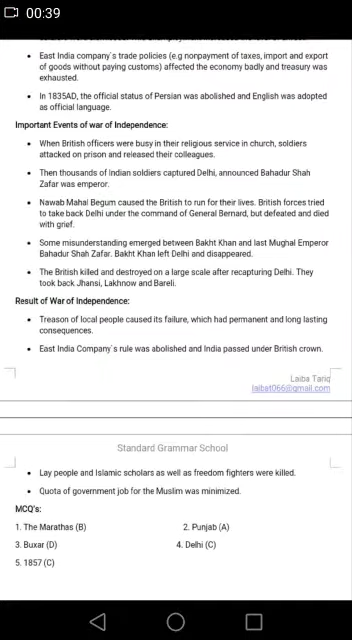 00:39
• East India company`s trade policies (e.g nonpayment of taxes, import and export
of goods without paying customs) affected the economy badly and treasury was
exhausted.
• In 1835AD, the official status of Persian was abolished and English was adopted
as official language.
Important Events of war of Independence:
• When British officers were busy in their religious service in church, soldiers
attacked on prison and released their colleagues.
• Then thousands of Indian soldiers captured Delhi, announced Bahadur Shah
Zafar was emperor.
• Nawab Mahal Begum caused the British to run for their lives. British forces tried
to take back Delhi under the command of General Bernard, but defeated and died
with grief.
• Some misunderstanding emerged between Bakht Khan and last Mughal Emperor
Bahadur Shah Zafar. Bakht Khan left Delhi and disappeared.
• The British killed and destroyed on a large scale after recapturing Delhi. They
took back Jhansi, Lakhnow and Bareli.
Result of War of Independence:
• Treason of local people caused its failure, which had permanent and long lasting
consequences.
• East India Company`s rule was abolished and India passed under British crown.
Laiba Tariq
laibat066@gmail.com
Standard Grammar School
• Lay people and Islamic scholars as well as freedom fighters were killed.
• Quota of government job for the Muslim was minimized.
MCQ's:
1. The Marathas (B) 2. Punjab (A)
3. Buxar (D) 4. Delhi (C)
5. 1857 (C)